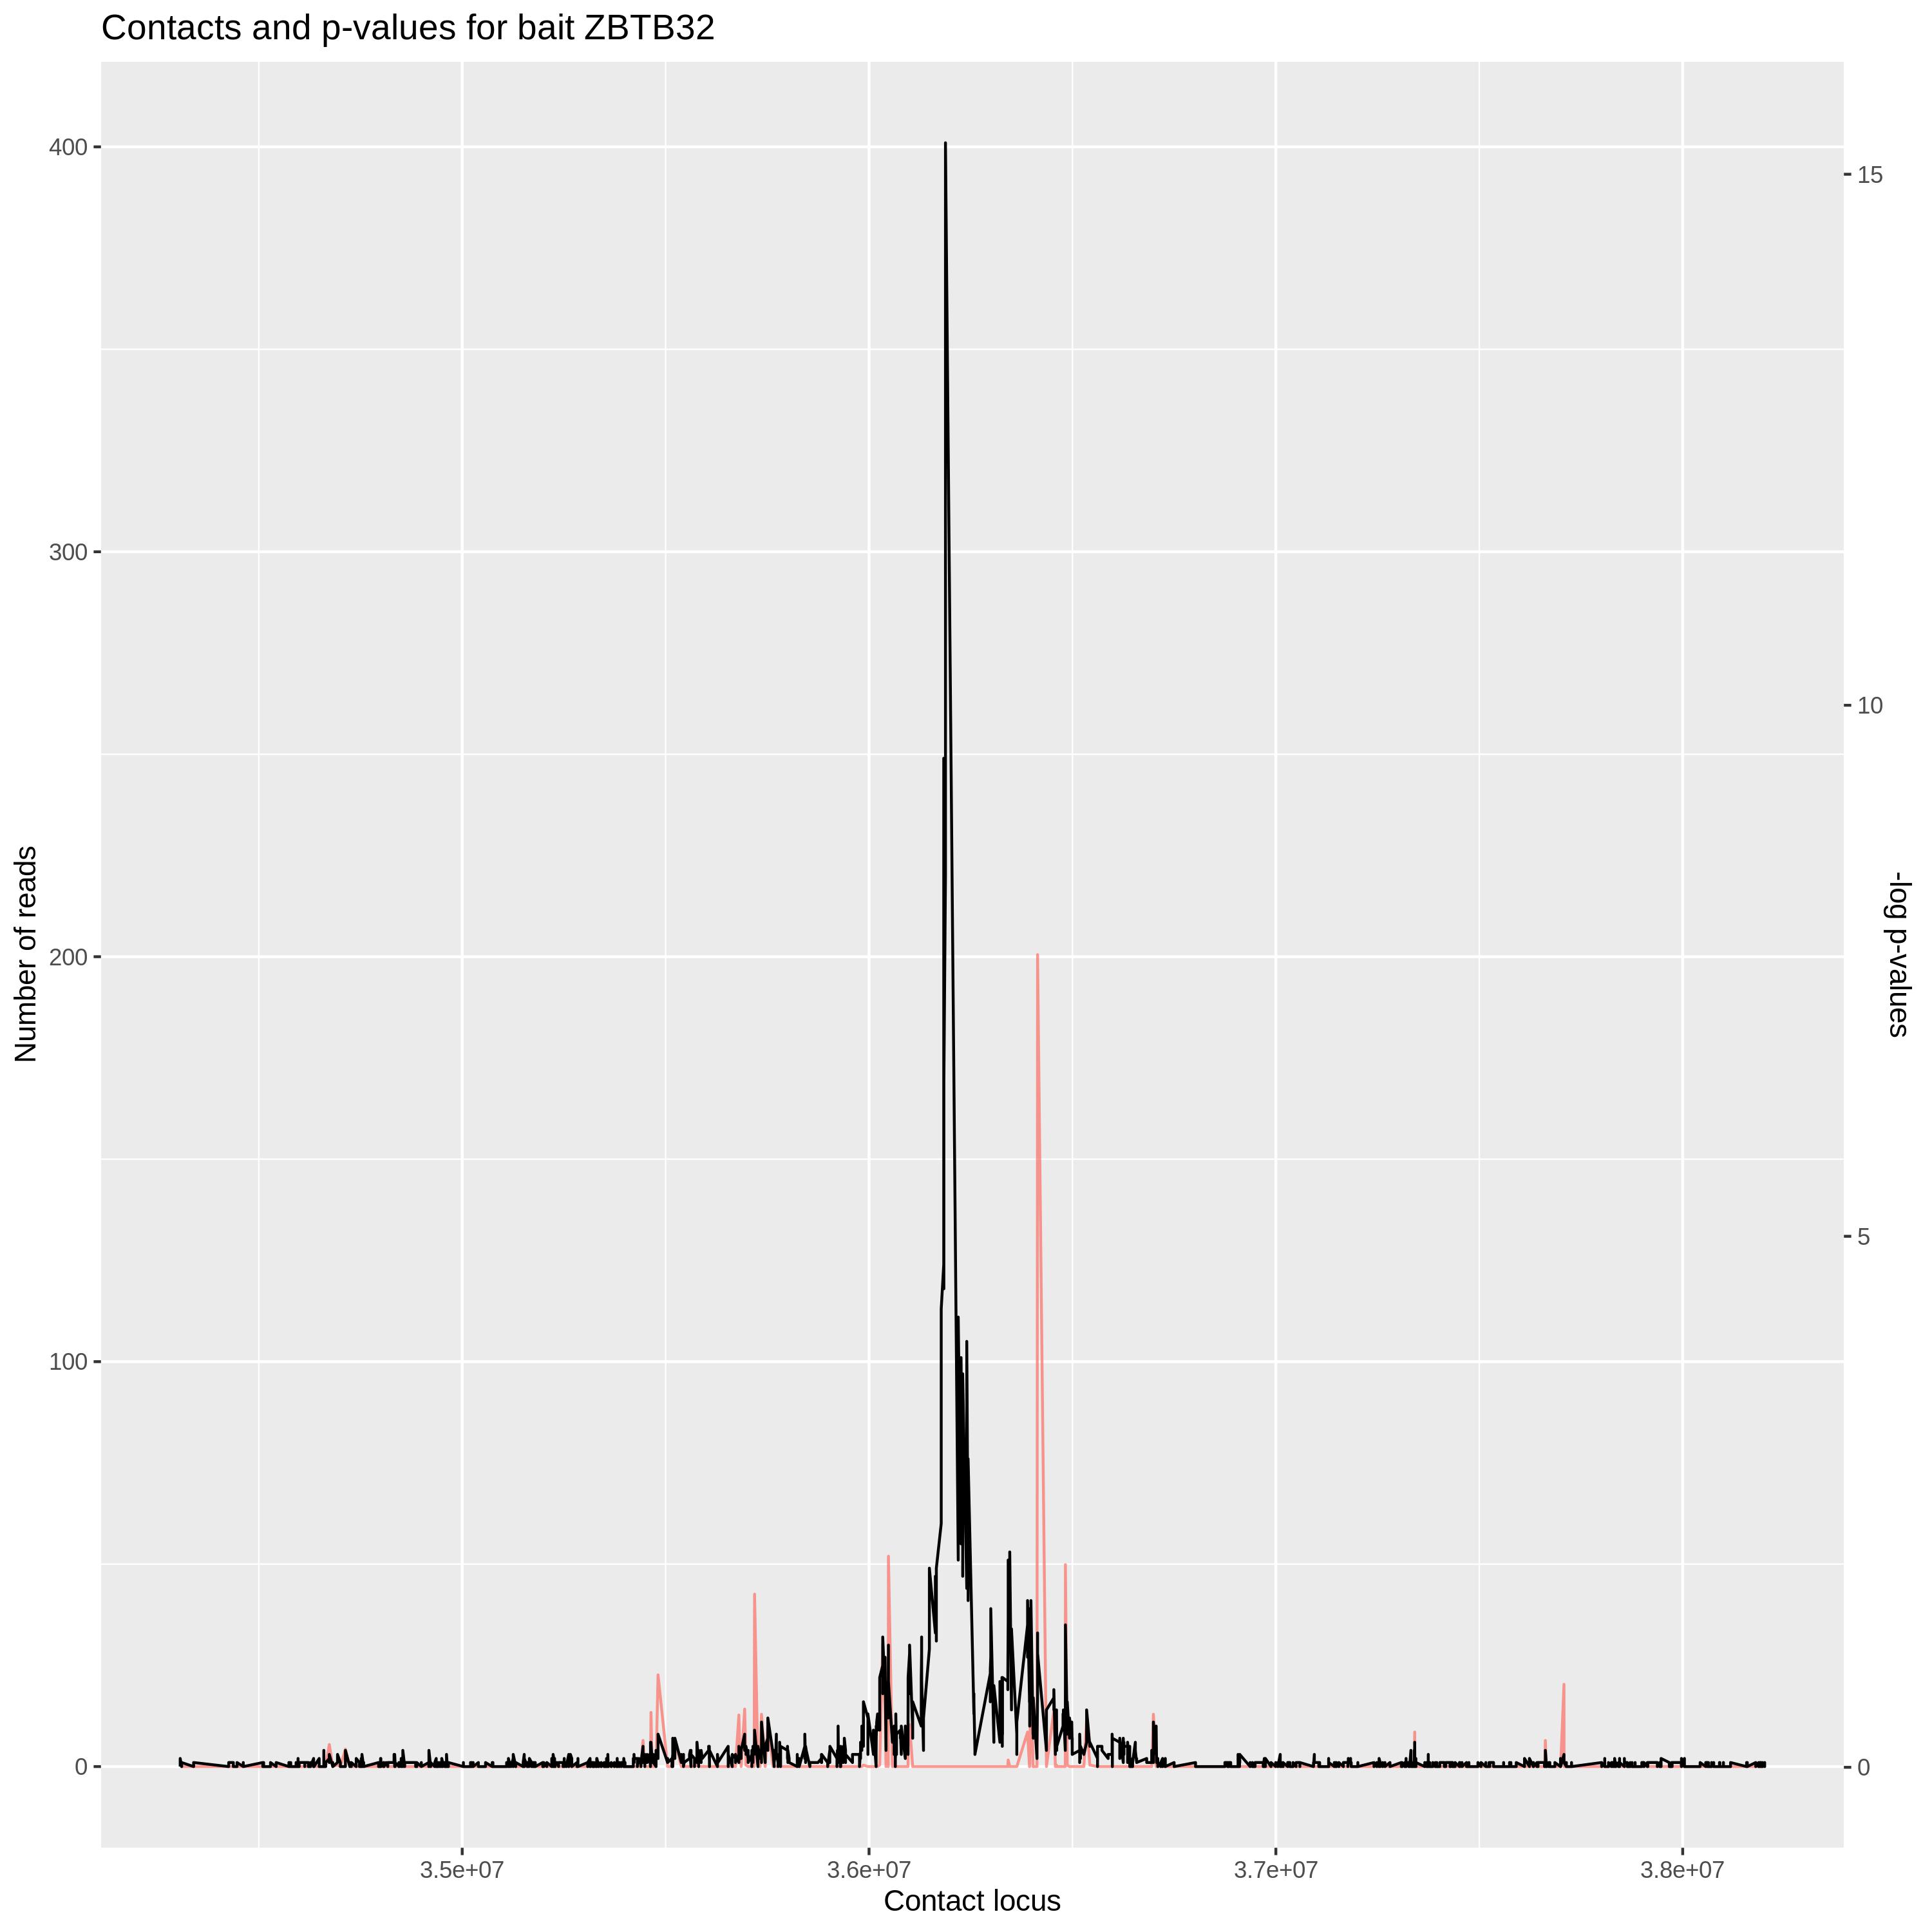 Contacts and p-values for bait ZBTB32
400
300
200
100
0
Number of reads
15
10
5
0
-log p-values
3.5e+07
3.6e+07
3.7e+07
3.8e+07
Contact locus